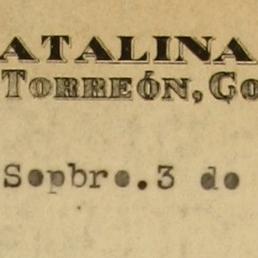 ATALINA
TORREÓN, CO
Sepbre.3 de